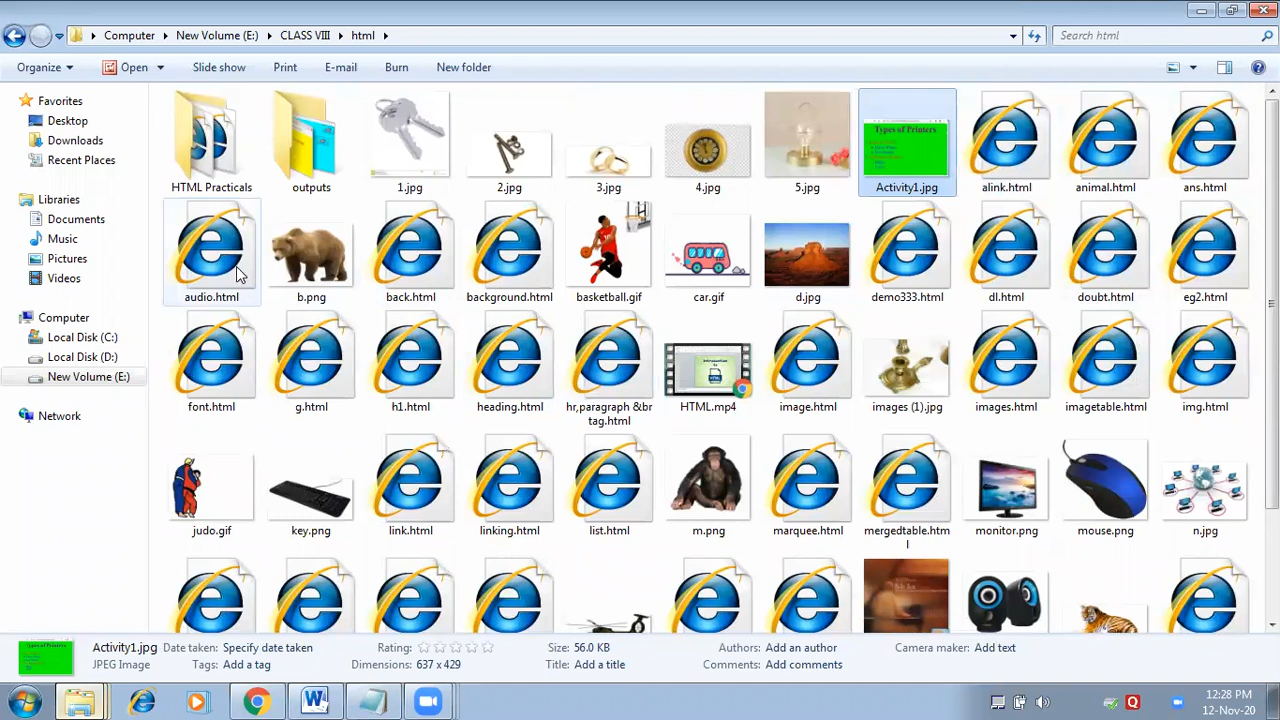 Computer New Volume (E:) CLASS VIII html Search html
Organize Open Slide show Print E-mail Burn New folder
Favorites
Desktop
Downloads
Recent Places
Libraries
Documents
Music
Pictures
Videos
Computer
Local Disk (C:)
Local Disk (D:)
New Volume (E:)
Network
Types of Printers
HTML Practicals outputs 1.jpg 2.jpg 3.jpg 4.jpg 5.jpg Activity1.jpg alink.html animal.html ans.html
audio.html b.png back.html background.html basketball.gif car.gif d.jpg demo333.html dl.html doubt.html eg2.html
font.html g.html h1.html heading.html hr,paragraph &br HTML.mp4 image.html images (1).jpg images.html imagetable.html img.html
tag.html
judo.gif key.png link.html linking.html list.html m.png marquee.html mergedtable.htm monitor.png mouse.png n.jpg
l
Activity1.jpg Date taken: Specify date taken Rating: Size: 56.0 KB Authors: Add an author Camera maker: Add text
JPEG Image Tags: Add a tag Dimensions: 637 x 429 Title: Add a title Comments: Add comments
12:28 PM
12-Nov-20